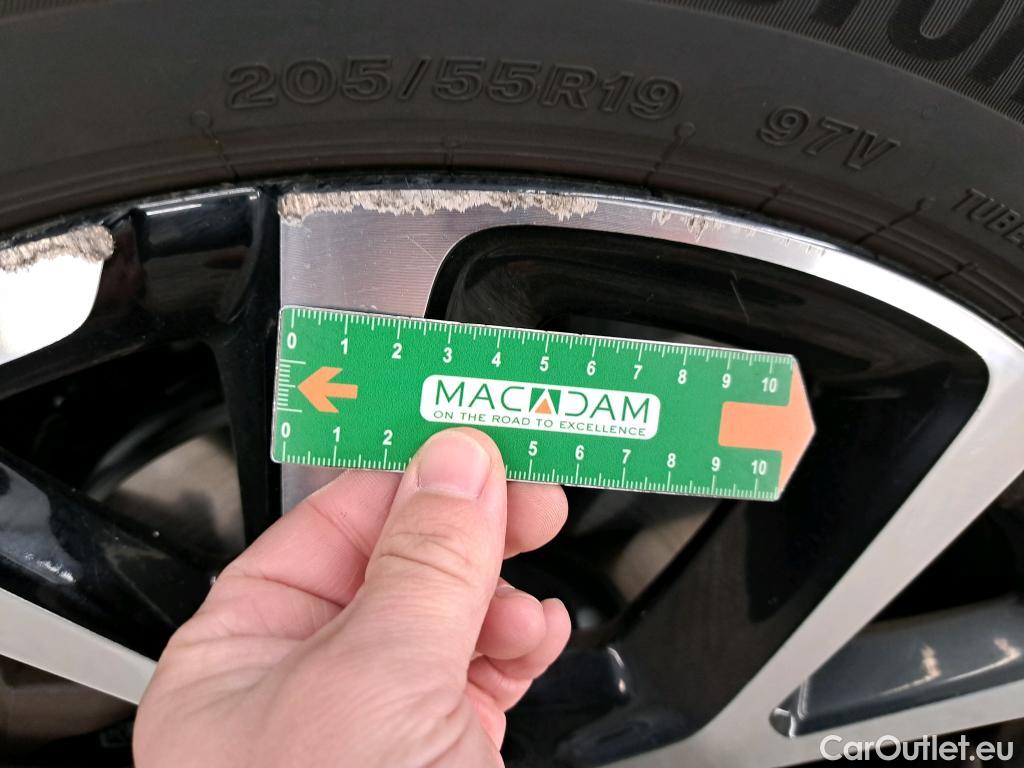 205/55R19 97V
0 1 2 3 4 5 6 7 8 9 10
MACADAM
ON THE ROAD TO EXCELLENCE
0 1 2 5 6 7 8 9 10
CarOutlet.eu